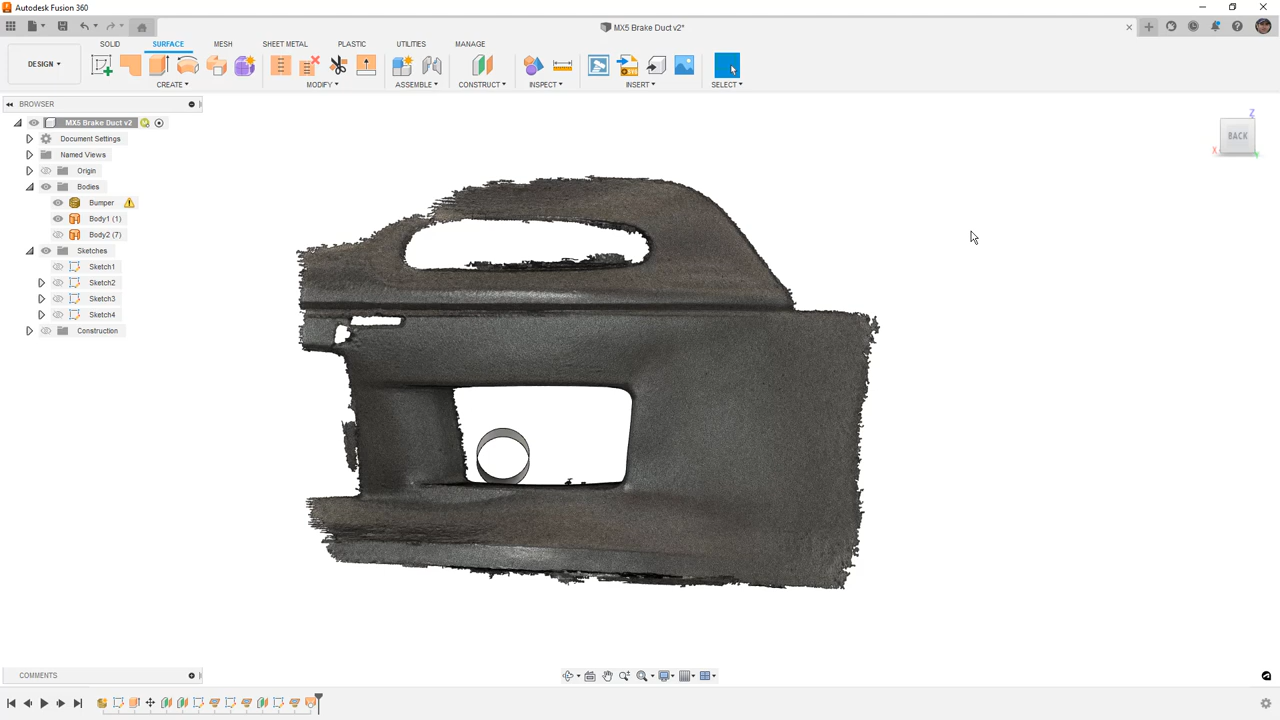 Autodesk Fusion 360
MX5 Brake Duct v2*
DESIGN
SOLID
SURFACE
MESH
SHEET METAL
PLASTIC
UTILITIES
MANAGE
CREATE
MODIFY
ASSEMBLE
CONSTRUCT
INSPECT
INSERT
SELECT
BROWSER
MX5 Brake Duct v2
Document Settings
Named Views
Origin
Bodies
Bumper
Body1 (1)
Body2 (7)
Sketches
Sketch1
Sketch2
Sketch3
Sketch4
Construction
Z
BACK
X
COMMENTS